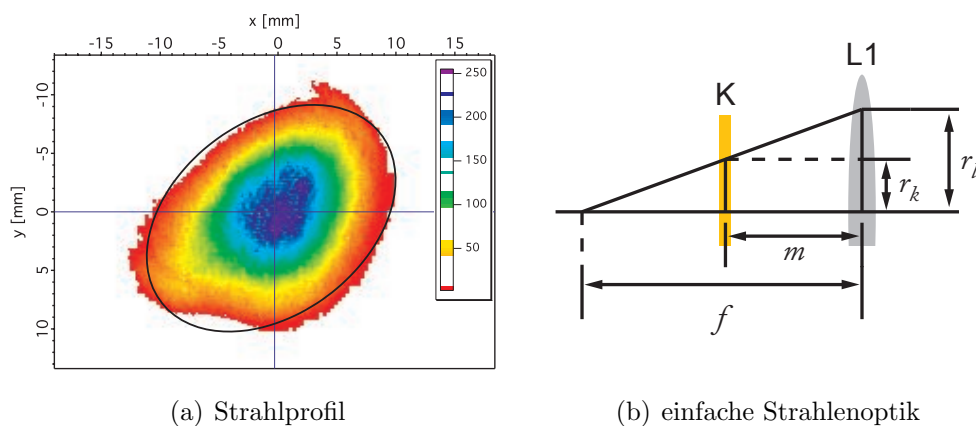 x [mm]
-15 -10 -5 0 5 10 15
y [mm]
-10
-5
0
5
10
250
200
150
100
50
K
L1
r_k
r_l
m
f
(a) Strahlprofil
(b) einfache Strahlenoptik